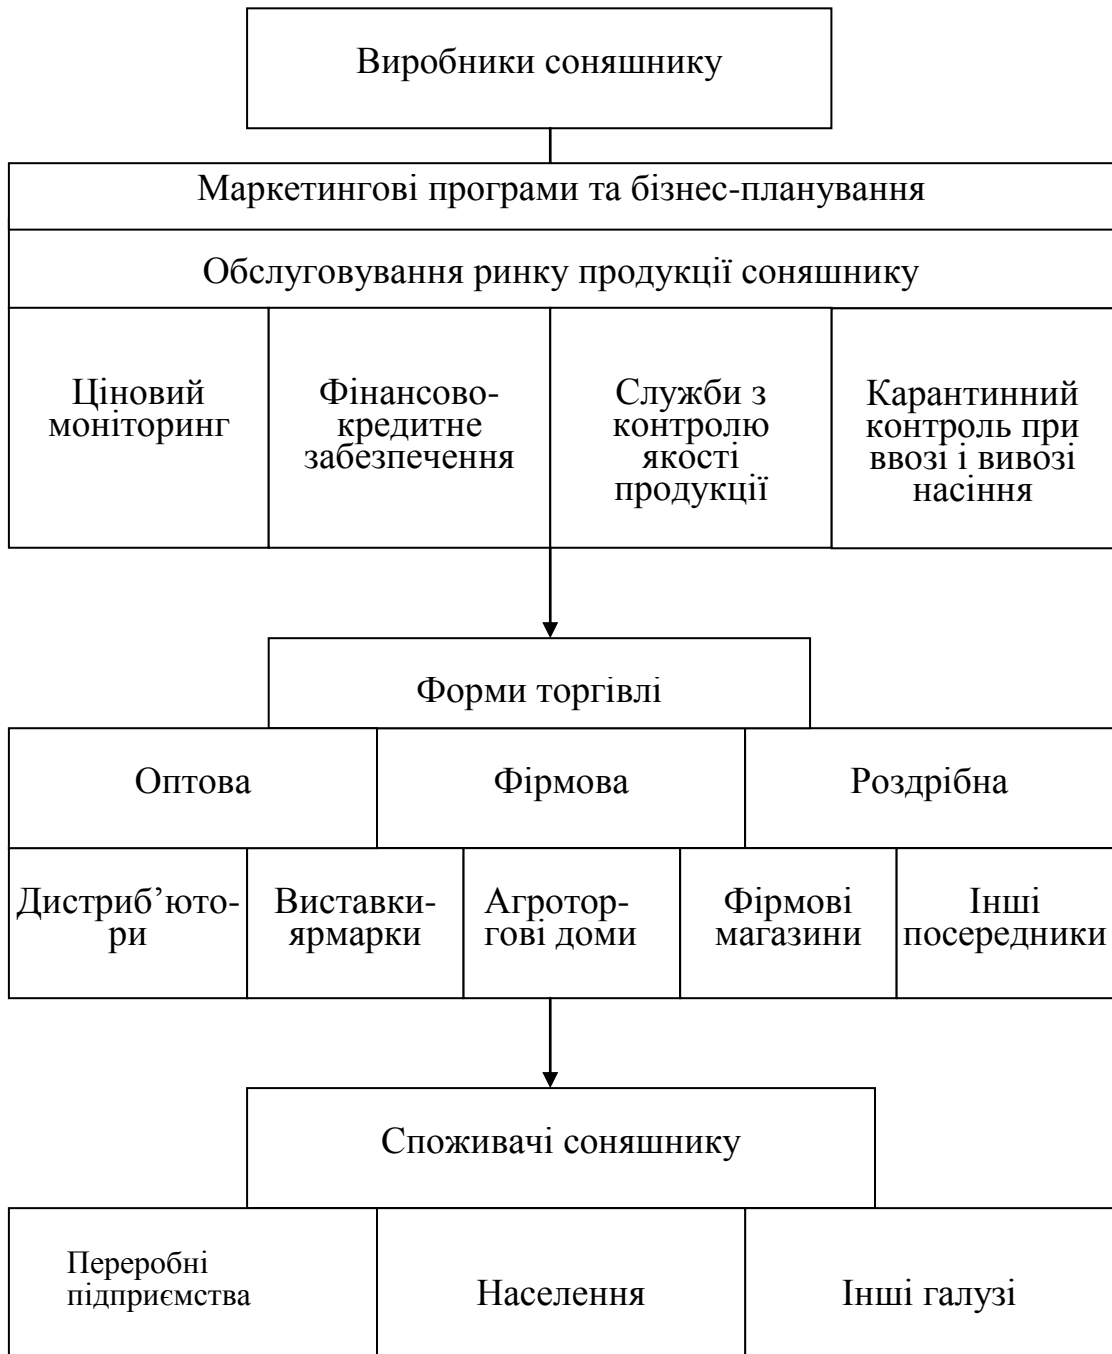 Виробники соняшнику
Маркетингові програми та бізнес-планування
Обслуговування ринку продукції соняшнику
Ціновий
моніторинг
Фінансово-
кредитне
забезпечення
Служби з
контролю
якості
продукції
Карантинний
контроль при
ввозі і вивозі
насіння
Форми торгівлі
Оптова
Фірмова
Роздрібна
Дистриб’юто-
ри
Виставки-
ярмарки
Агротор-
гові доми
Фірмові
магазини
Інші
посередники
Споживачі соняшнику
Переробні
підприємства
Населення
Інші галузі